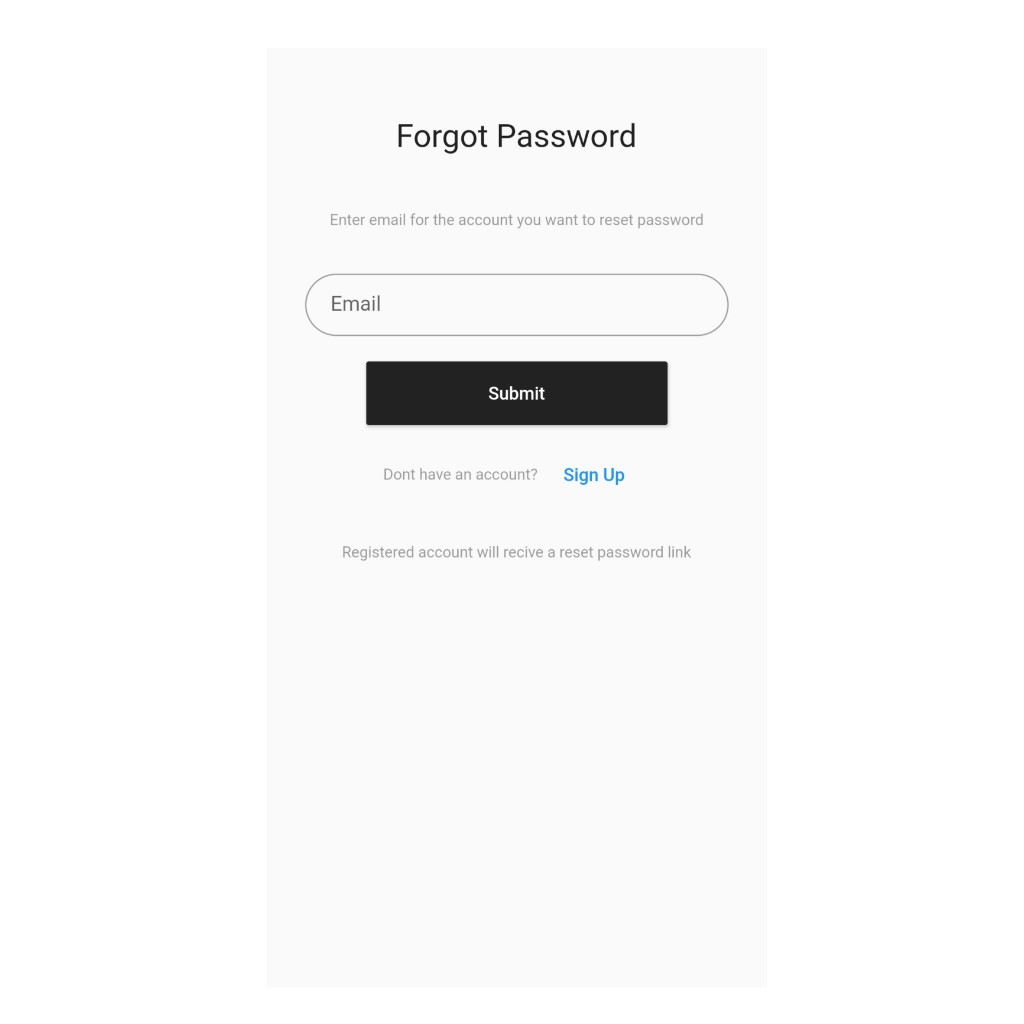 Forgot Password
Enter email for the account you want to reset password
Email
Submit
Dont have an account? Sign Up
Registered account will recive a reset password link